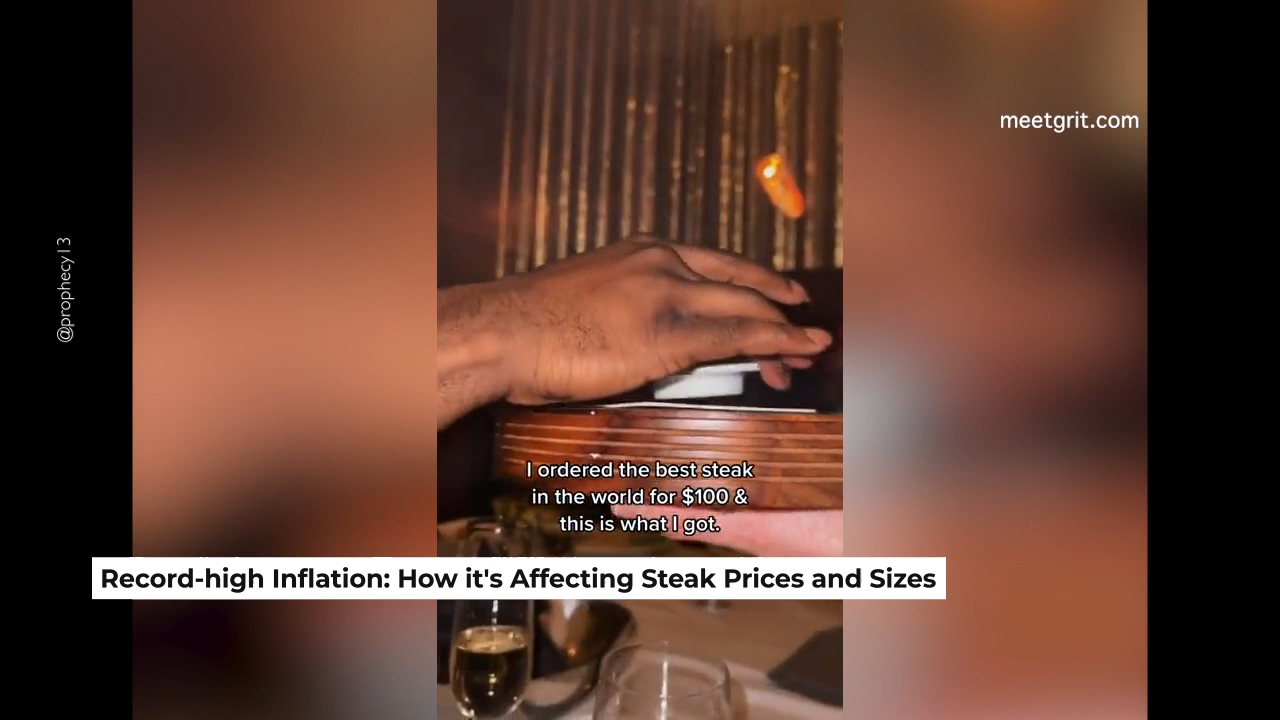 meetgrit.com
@prophecy13
I ordered the best steak
in the world for $100 &
this is what I got.
Record-high Inflation: How it's Affecting Steak Prices and Sizes